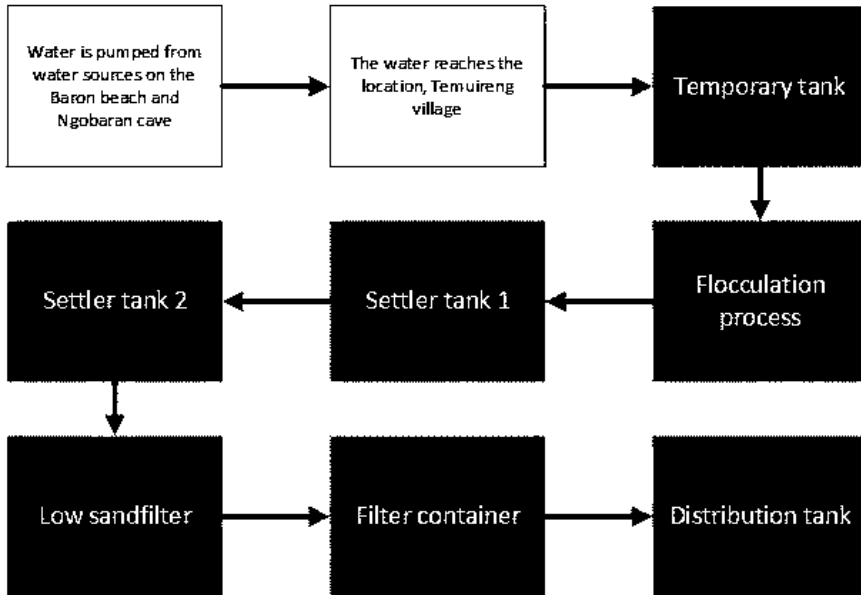 Water is pumped from
water sources on the
Baron beach and
Ngobaran cave
The water reaches the
location, Temuireng
village
Temporary tank
Flocculation
process
Settler tank 1
Settler tank 2
Low sandfilter
Filter container
Distribution tank